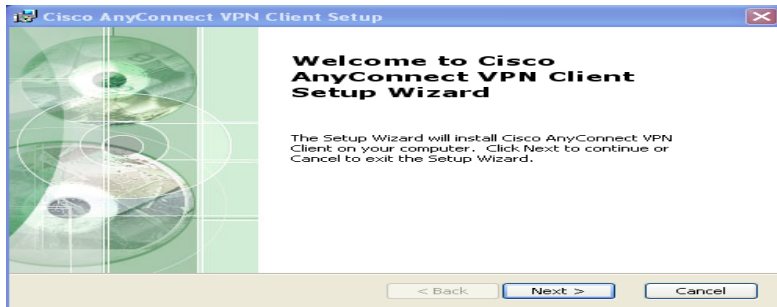 Cisco AnyConnect VPN Client Setup
Welcome to Cisco
AnyConnect VPN Client
Setup Wizard
The Setup Wizard will install Cisco AnyConnect VPN
Client on your computer. Click Next to continue or
Cancel to exit the Setup Wizard.
< Back Next > Cancel